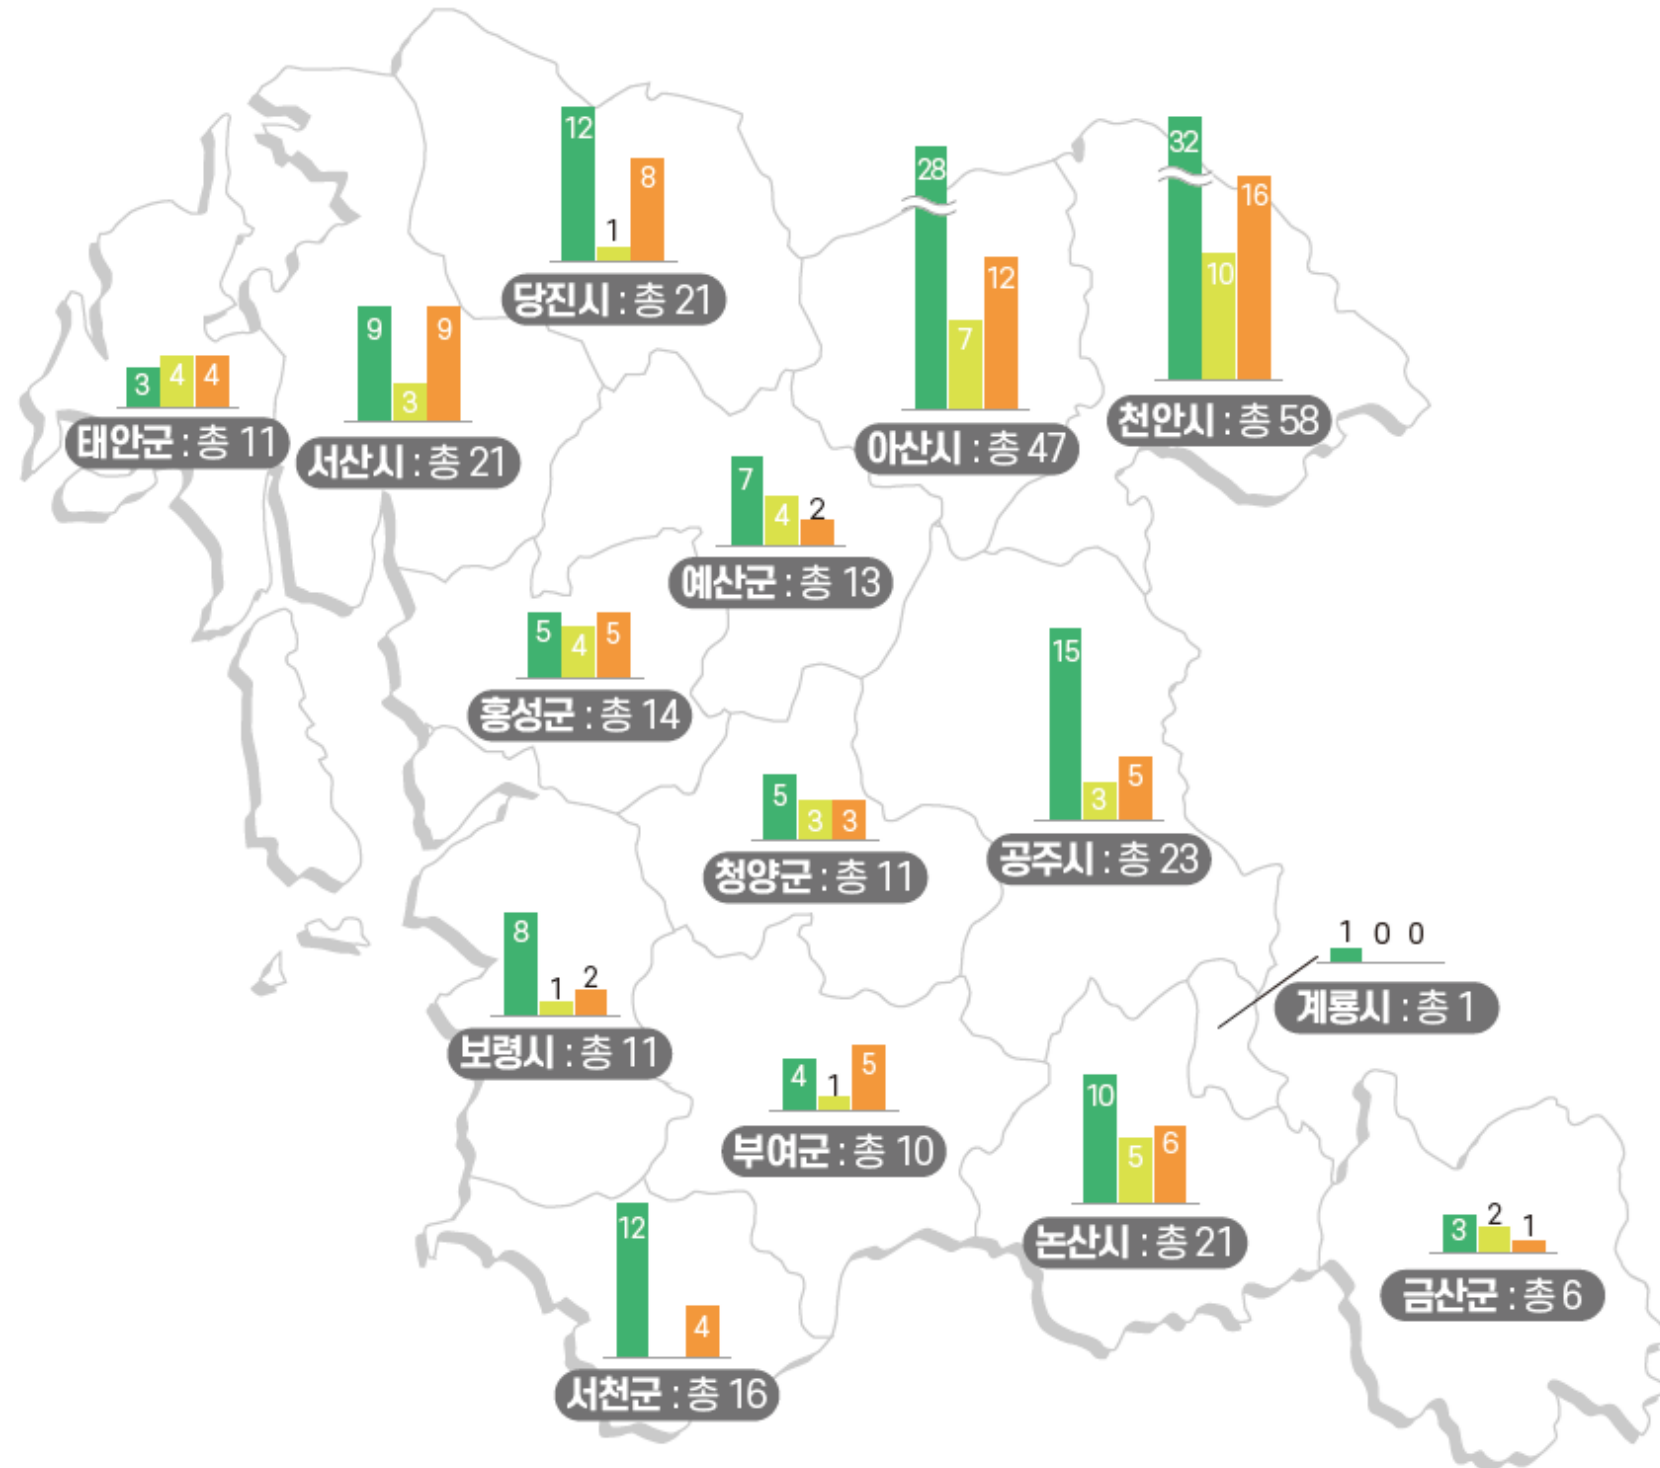 12 1 8
당진시 : 총 21
28 7 12
아산시 : 총 47
32 10 16
천안시 : 총 58
3 4 4
태안군 : 총 11
9 3 9
서산시 : 총 21
7 4 2
예산군 : 총 13
5 4 5
홍성군 : 총 14
15 3 5
공주시 : 총 23
5 3 3
청양군 : 총 11
8 1 2
보령시 : 총 11
1 0 0
계룡시 : 총 1
4 1 5
부여군 : 총 10
10 5 6
논산시 : 총 21
3 2 1
금산군 : 총 6
12 4
서천군 : 총 16